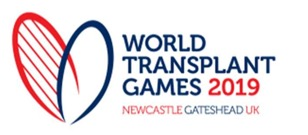 WORLD
TRANSPLANT
GAMES 2019
NEWCASTLE GATESHEAD UK